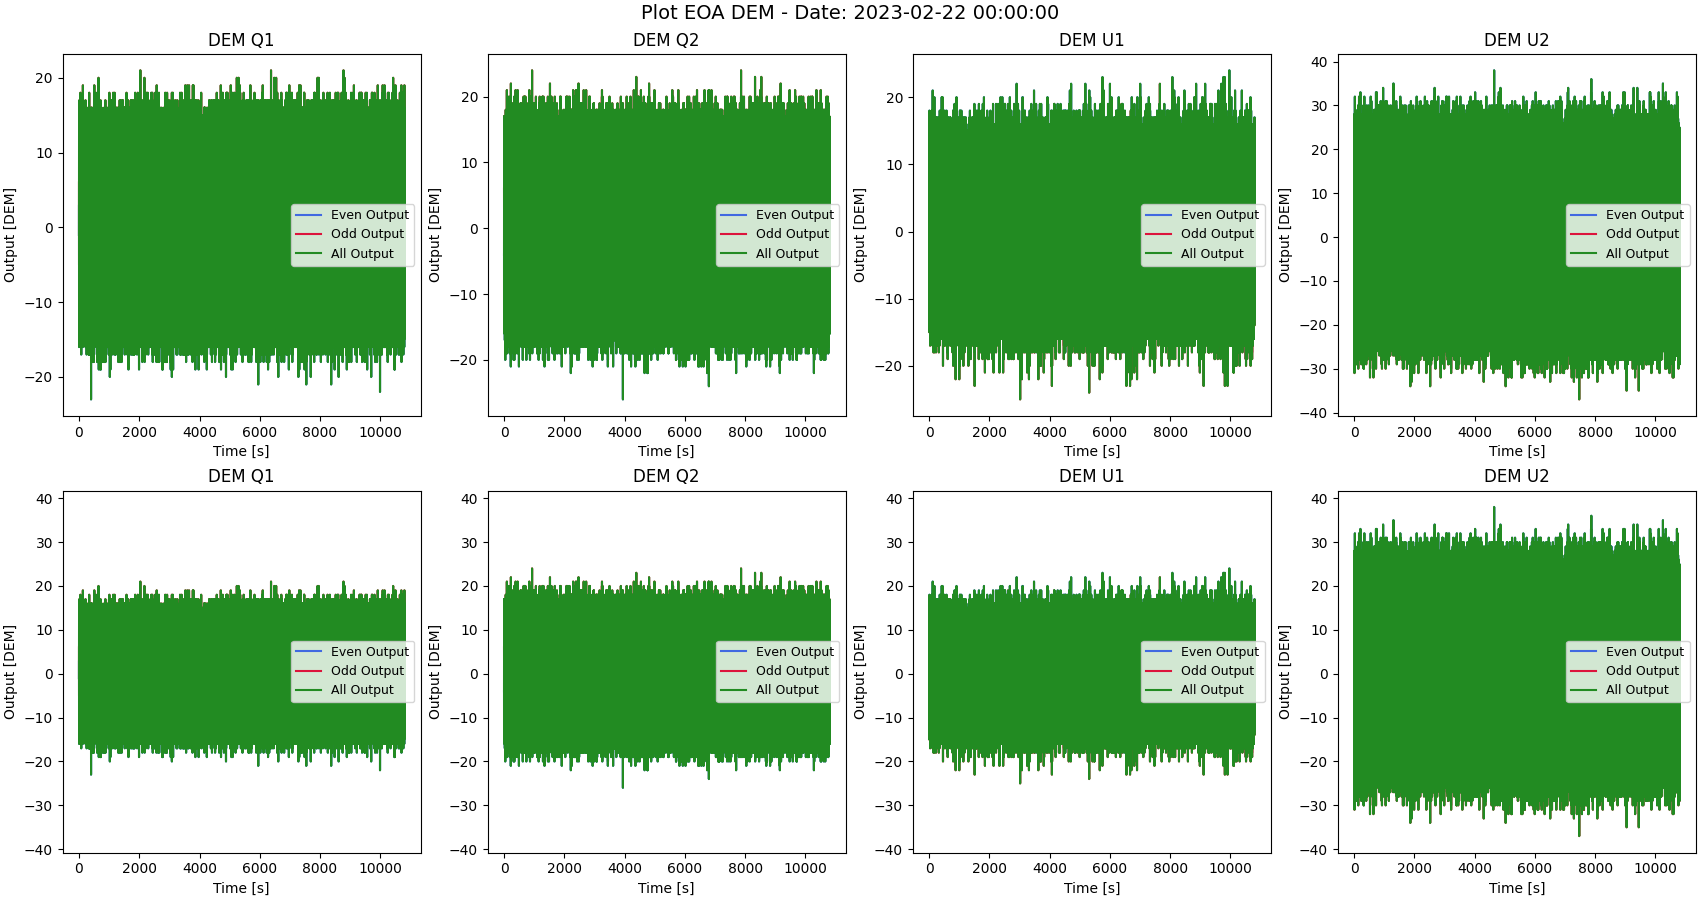 Plot EOA DEM - Date: 2023-02-22 00:00:00
DEM Q1
Output [DEM]
20
10
0
−10
−20
Even Output
Odd Output
All Output
0 2000 4000 6000 8000 10000
Time [s]
DEM Q2
Output [DEM]
20
10
0
−10
−20
Even Output
Odd Output
All Output
0 2000 4000 6000 8000 10000
Time [s]
DEM U1
Output [DEM]
20
10
0
−10
−20
Even Output
Odd Output
All Output
0 2000 4000 6000 8000 10000
Time [s]
DEM U2
Output [DEM]
40
30
20
10
0
−10
−20
−30
−40
Even Output
Odd Output
All Output
0 2000 4000 6000 8000 10000
Time [s]
DEM Q1
Output [DEM]
40
30
20
10
0
−10
−20
−30
−40
Even Output
Odd Output
All Output
0 2000 4000 6000 8000 10000
Time [s]
DEM Q2
Output [DEM]
40
30
20
10
0
−10
−20
−30
−40
Even Output
Odd Output
All Output
0 2000 4000 6000 8000 10000
Time [s]
DEM U1
Output [DEM]
40
30
20
10
0
−10
−20
−30
−40
Even Output
Odd Output
All Output
0 2000 4000 6000 8000 10000
Time [s]
DEM U2
Output [DEM]
40
30
20
10
0
−10
−20
−30
−40
Even Output
Odd Output
All Output
0 2000 4000 6000 8000 10000
Time [s]